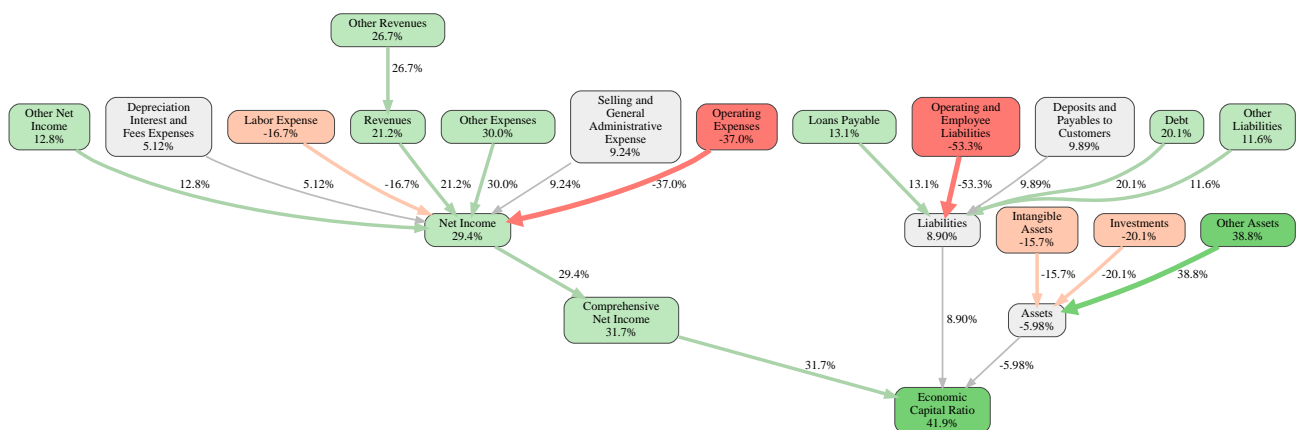 Other Revenues
26.7%
26.7%
Other Net
Income
12.8%
Depreciation
Interest and
Fees Expenses
5.12%
Labor Expense
-16.7%
Revenues
21.2%
Other Expenses
30.0%
Selling and
General
Administrative
Expense
9.24%
Operating
Expenses
-37.0%
Loans Payable
13.1%
Operating and
Employee
Liabilities
-53.3%
Deposits and
Payables to
Customers
9.89%
Debt
20.1%
Other
Liabilities
11.6%
12.8%
5.12%
-16.7%
21.2%
30.0%
9.24%
-37.0%
13.1%
-53.3%
9.89%
20.1%
11.6%
Net Income
29.4%
Liabilities
8.90%
Intangible
Assets
-15.7%
Investments
-20.1%
Other Assets
38.8%
29.4%
-15.7%
-20.1%
38.8%
Comprehensive
Net Income
31.7%
8.90%
Assets
-5.98%
31.7%
-5.98%
Economic
Capital Ratio
41.9%